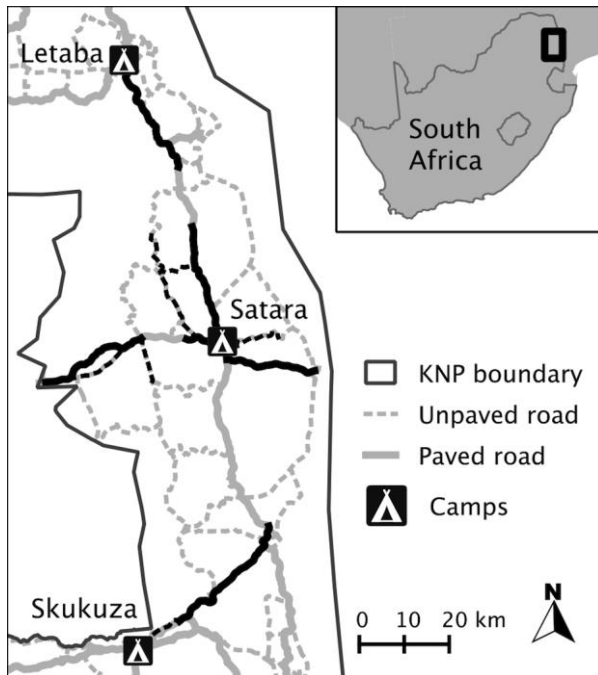 Letaba
South
Africa
Satara
KNP boundary
Unpaved road
Paved road
Camps
Skukuza
N
0 10 20 km